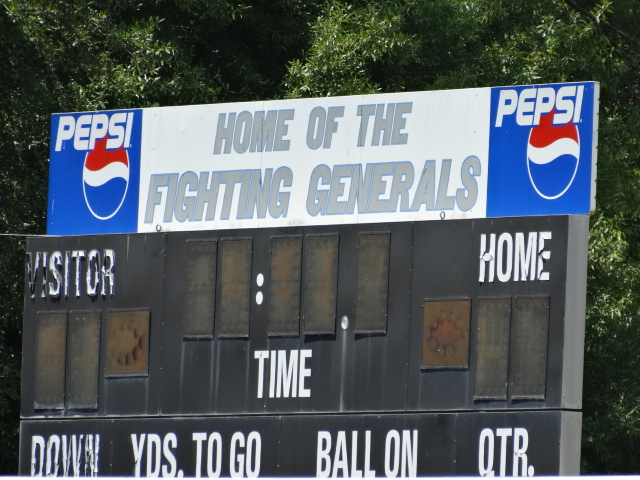 PEPSI HOME OF THE PEPSI
FIGHTING GENERALS
VISITOR : . HOME
TIME
DOWN YDS. TO GO BALL ON QTR.